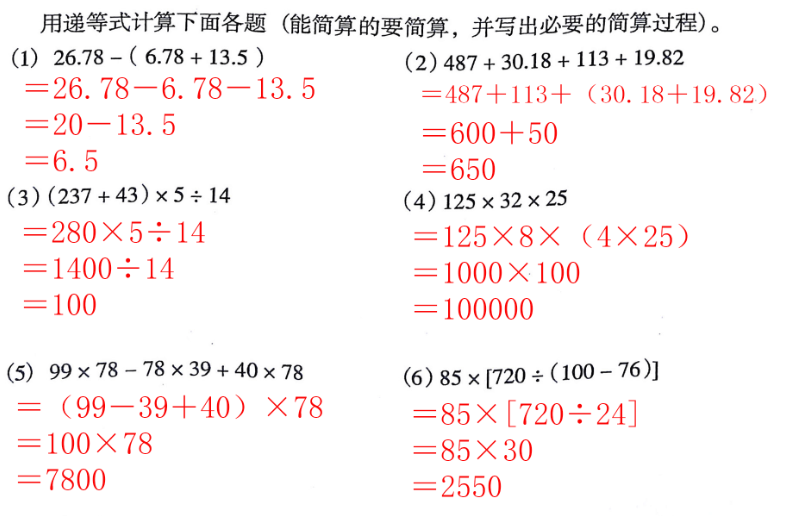 用递等式计算下面各题（能简算的要简算，并写出必要的简算过程）。
(1) 26.78 - ( 6.78 + 13.5 )
=26.78-6.78-13.5
=20-13.5
=6.5
(2) 487 + 30.18 + 113 + 19.82
=487+113+（30.18+19.82）
=600+50
=650
(3) (237 + 43) × 5 ÷ 14
=280×5÷14
=1400÷14
=100
(4) 125 × 32 × 25
=125×8×（4×25）
=1000×100
=100000
(5) 99 × 78 - 78 × 39 + 40 × 78
=（99-39+40）×78
=100×78
=7800
(6) 85 × [720 ÷ (100 - 76)]
=85×[720÷24]
=85×30
=2550